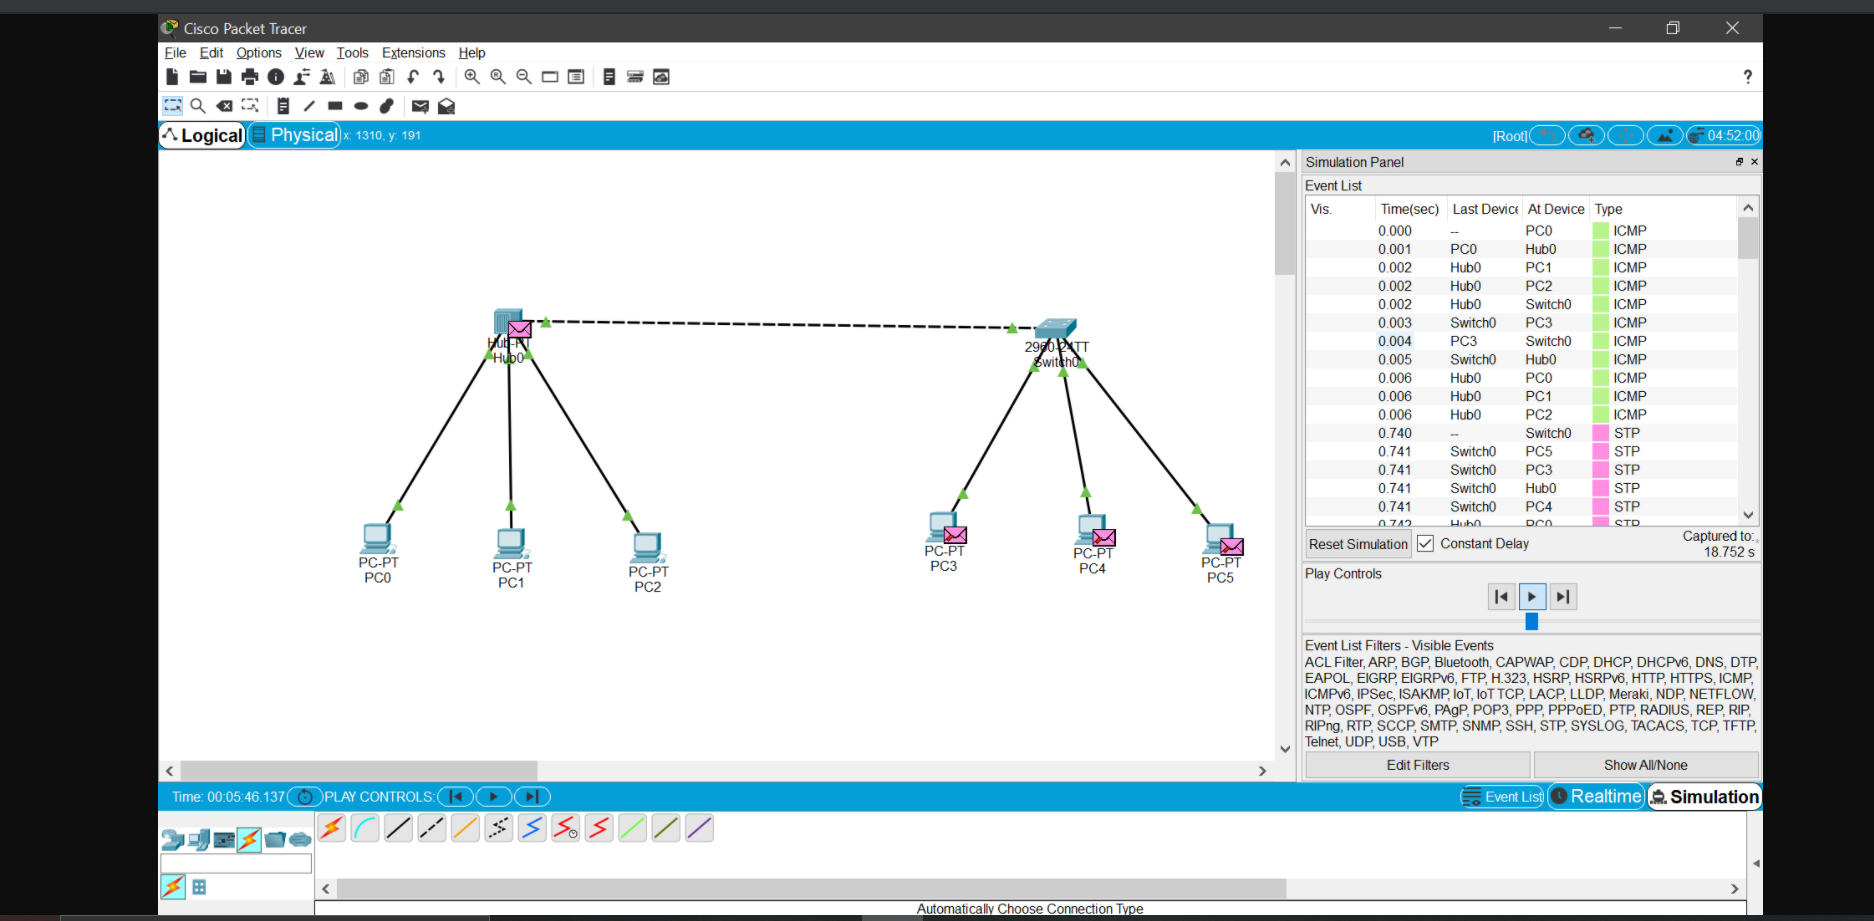 Cisco Packet Tracer
File Edit Options View Tools Extensions Help
?
Logical Physical x: 1310, y: 191 [Root] 04:52:00
Simulation Panel
Event List
Vis. Time(sec) Last Device At Device Type
0.000 -- PC0 ICMP
0.001 PC0 Hub0 ICMP
0.002 Hub0 PC1 ICMP
0.002 Hub0 PC2 ICMP
0.002 Hub0 Switch0 ICMP
0.003 Switch0 PC3 ICMP
0.004 PC3 Switch0 ICMP
0.005 Switch0 Hub0 ICMP
0.006 Hub0 PC0 ICMP
0.006 Hub0 PC1 ICMP
0.006 Hub0 PC2 ICMP
0.740 -- Switch0 STP
0.741 Switch0 PC5 STP
0.741 Switch0 PC3 STP
0.741 Switch0 Hub0 STP
0.741 Switch0 PC4 STP
0.742 Hub0 PC0 STP
Reset Simulation Constant Delay
Captured to:
18.752 s
Play Controls
Event List Filters - Visible Events
ACL Filter, ARP, BGP, Bluetooth, CAPWAP, CDP, DHCP, DHCPv6, DNS, DTP,
EAPOL, EIGRP, EIGRPv6, FTP, H.323, HSRP, HSRPv6, HTTP, HTTPS, ICMP,
ICMPv6, IPSec, ISAKMP, IoT, IoT TCP, LACP, LLDP, Meraki, NDP, NETFLOW,
NTP, OSPF, OSPFv6, PAgP, POP3, PPP, PPPoED, PTP, RADIUS, REP, RIP,
RIPng, RTP, SCCP, SMTP, SNMP, SSH, STP, SYSLOG, TACACS, TCP, TFTP,
Telnet, UDP, USB, VTP
Edit Filters Show All/None
Hub-PT
Hub0
2960-24TT
Switch0
PC-PT
PC0
PC-PT
PC1
PC-PT
PC2
PC-PT
PC3
PC-PT
PC4
PC-PT
PC5
Time: 00:05:46.137 PLAY CONTROLS: Event List Realtime Simulation
Automatically Choose Connection Type